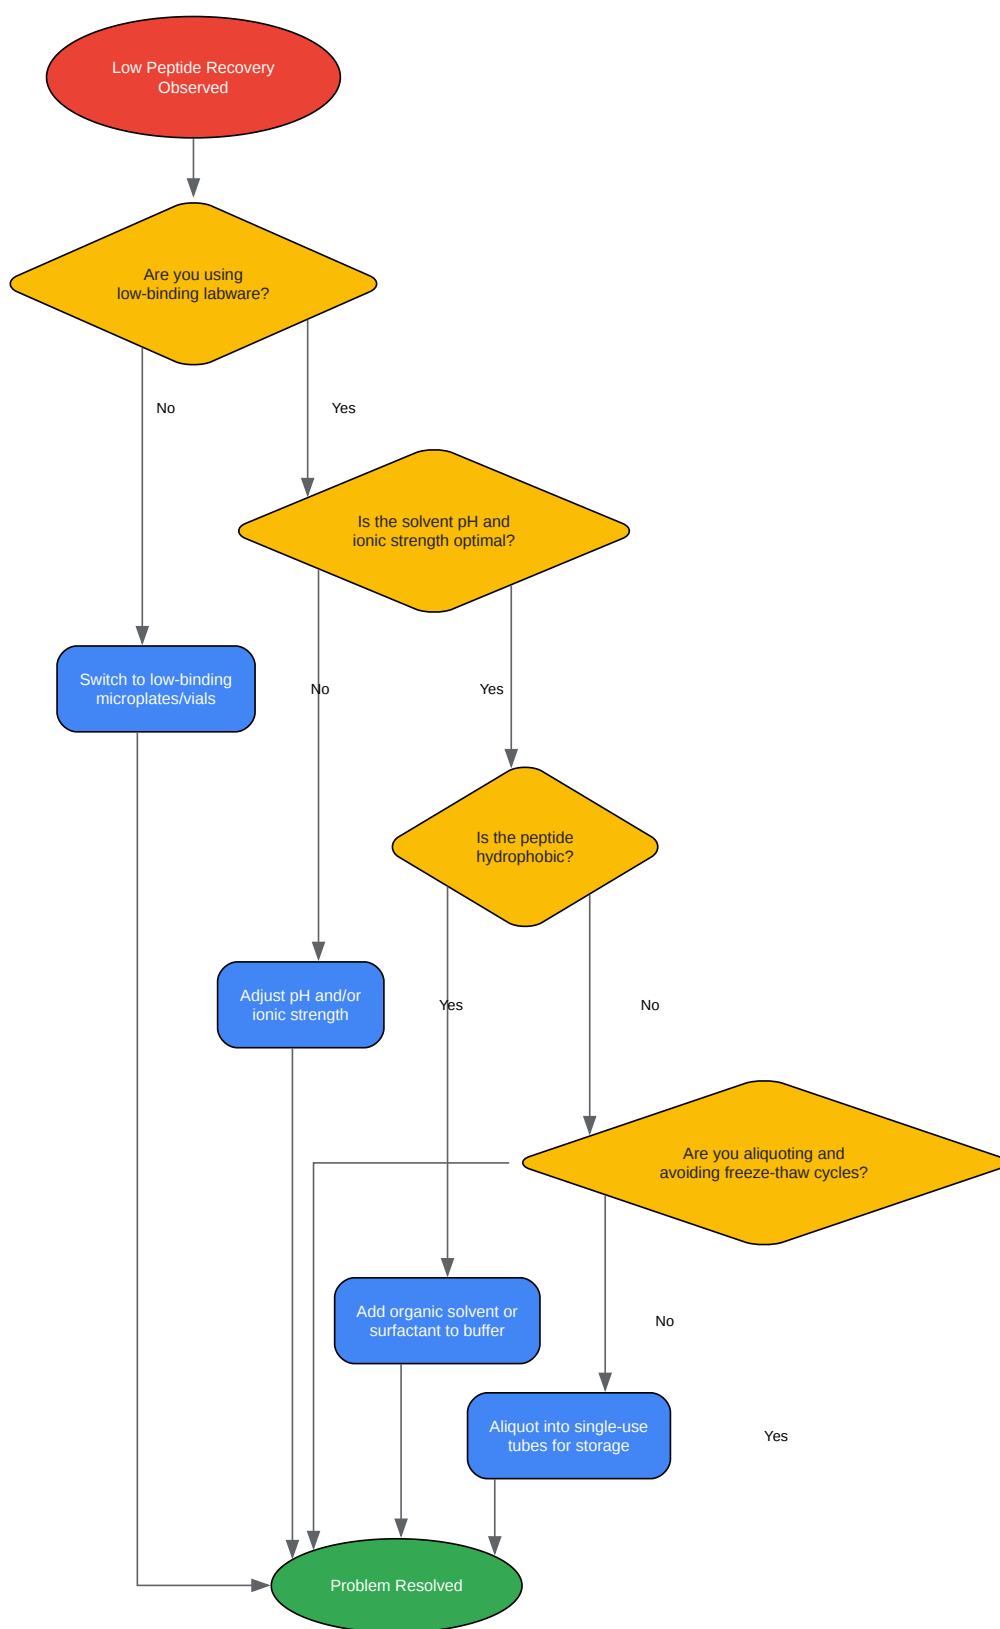 Low Peptide Recovery
Observed
Are you using
low-binding labware?
No
Yes
Is the solvent pH and
ionic strength optimal?
Switch to low-binding
microplates/vials
No
Yes
Is the peptide
hydrophobic?
Adjust pH and/or
ionic strength
Yes
No
Are you aliquoting and
avoiding freeze-thaw cycles?
Add organic solvent or
surfactant to buffer
No
Aliquot into single-use
tubes for storage
Yes
Problem Resolved